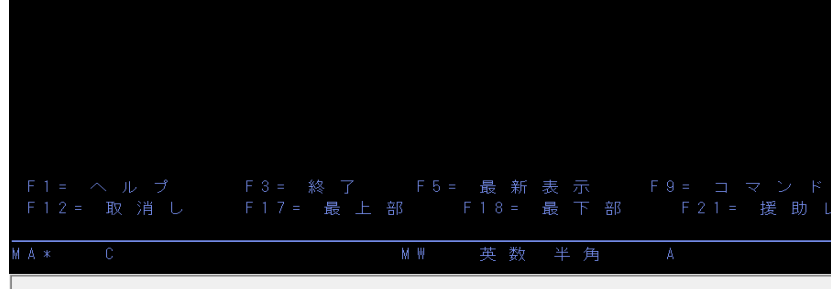 F1= ヘルプ F3= 終了 F5= 最新表示 F9= コマンド
F12= 取消し F17= 最上部 F18= 最下部 F21= 援助
MA* C MW 英数 半角 A